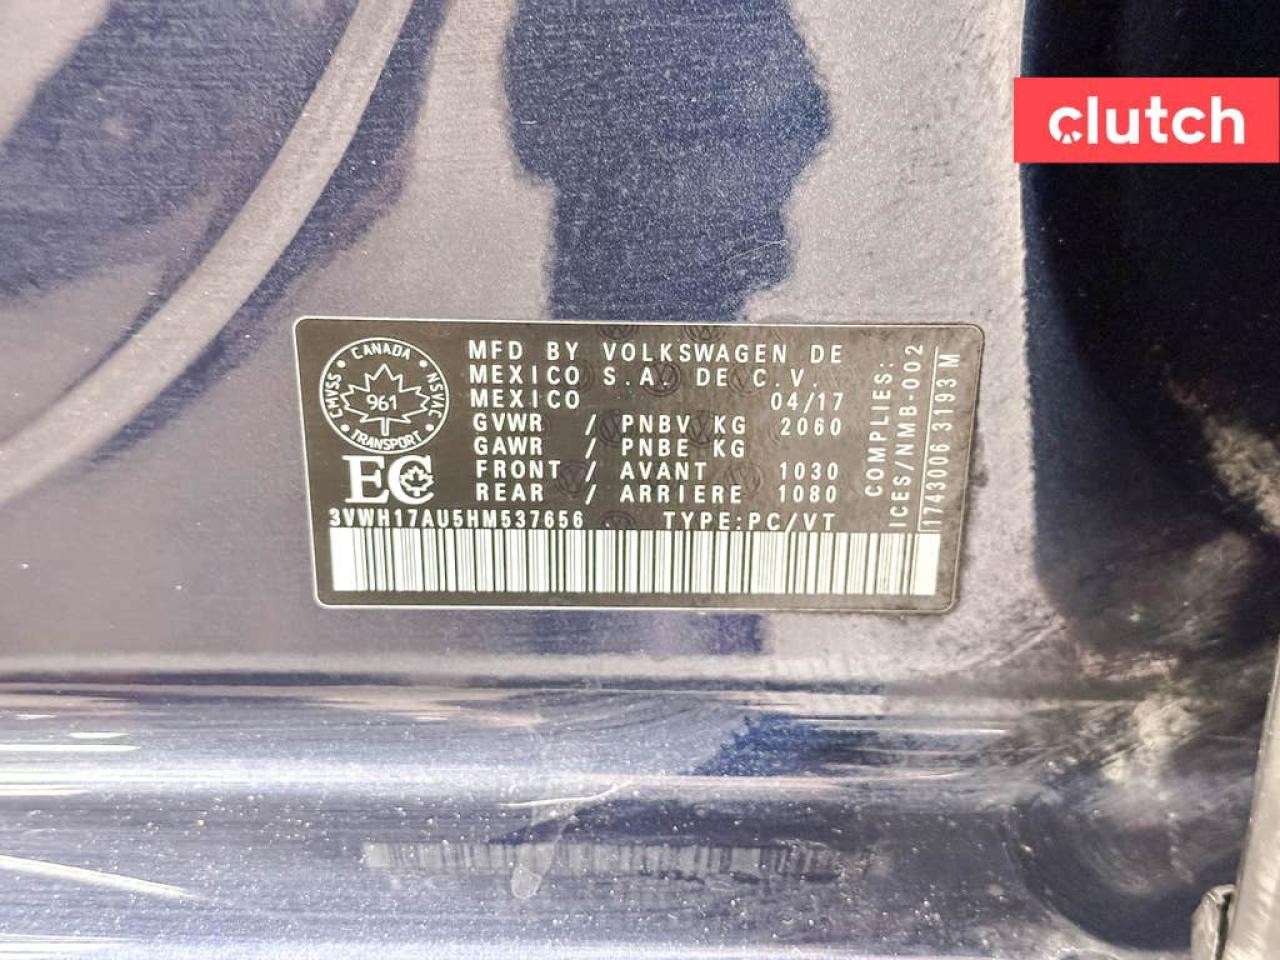 clutch
CANADA
CMVSS
NSVAC
961
TRANSPORT
EC
MFD BY VOLKSWAGEN DE
MEXICO S.A. DE C.V.
MEXICO 04/17
GVWR / PNBV KG 2060
GAWR / PNBE KG
FRONT / AVANT 1030
REAR / ARRIERE 1080
3VWH17AU5HM537656 TYPE:PC/VT
COMPLIES:
ICES/NMB-002
1743006 3193 M